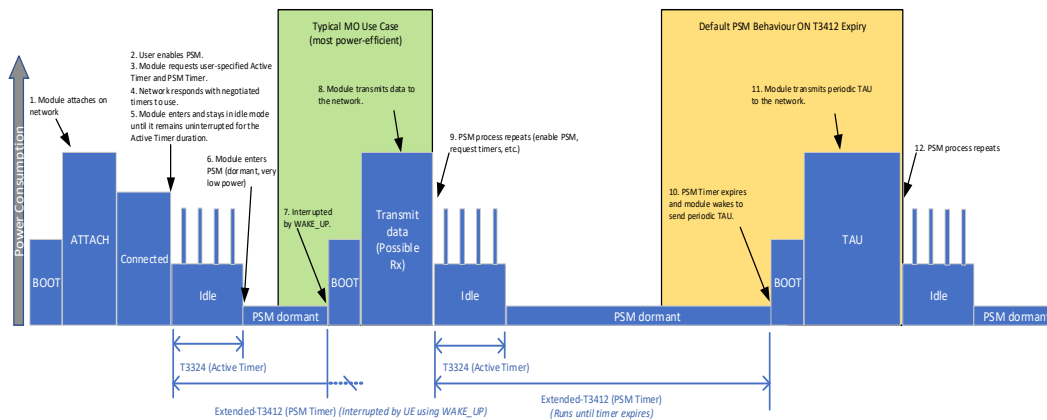 Typical MO Use Case
(most power-efficient)
Default PSM Behaviour ON T3412 Expiry
Power Consumption
1. Module attaches on
network
2. User enables PSM.
3. Module requests user-specified Active
Timer and PSM Timer.
4. Network responds with negotiated
timers to use.
5. Module enters and stays in idle mode
until it remains uninterrupted for the
Active Timer duration.
6. Module enters
PSM (dormant, very
low power)
7. Interrupted
by WAKE_UP.
8. Module transmits data to
the network.
9. PSM process repeats (enable PSM,
request timers, etc.)
10. PSM Timer expires
and module wakes to
send periodic TAU.
11. Module transmits periodic TAU
to the network.
12. PSM process repeats
BOOT
ATTACH
Connected
Idle
PSM dormant
BOOT
Transmit
data
(Possible
Rx)
Idle
PSM dormant
BOOT
TAU
Idle
PSM dormant
T3324 (Active Timer)
T3324 (Active Timer)
Extended-T3412 (PSM Timer) (Interrupted by UE using WAKE_UP)
Extended-T3412 (PSM Timer)
(Runs until timer expires)